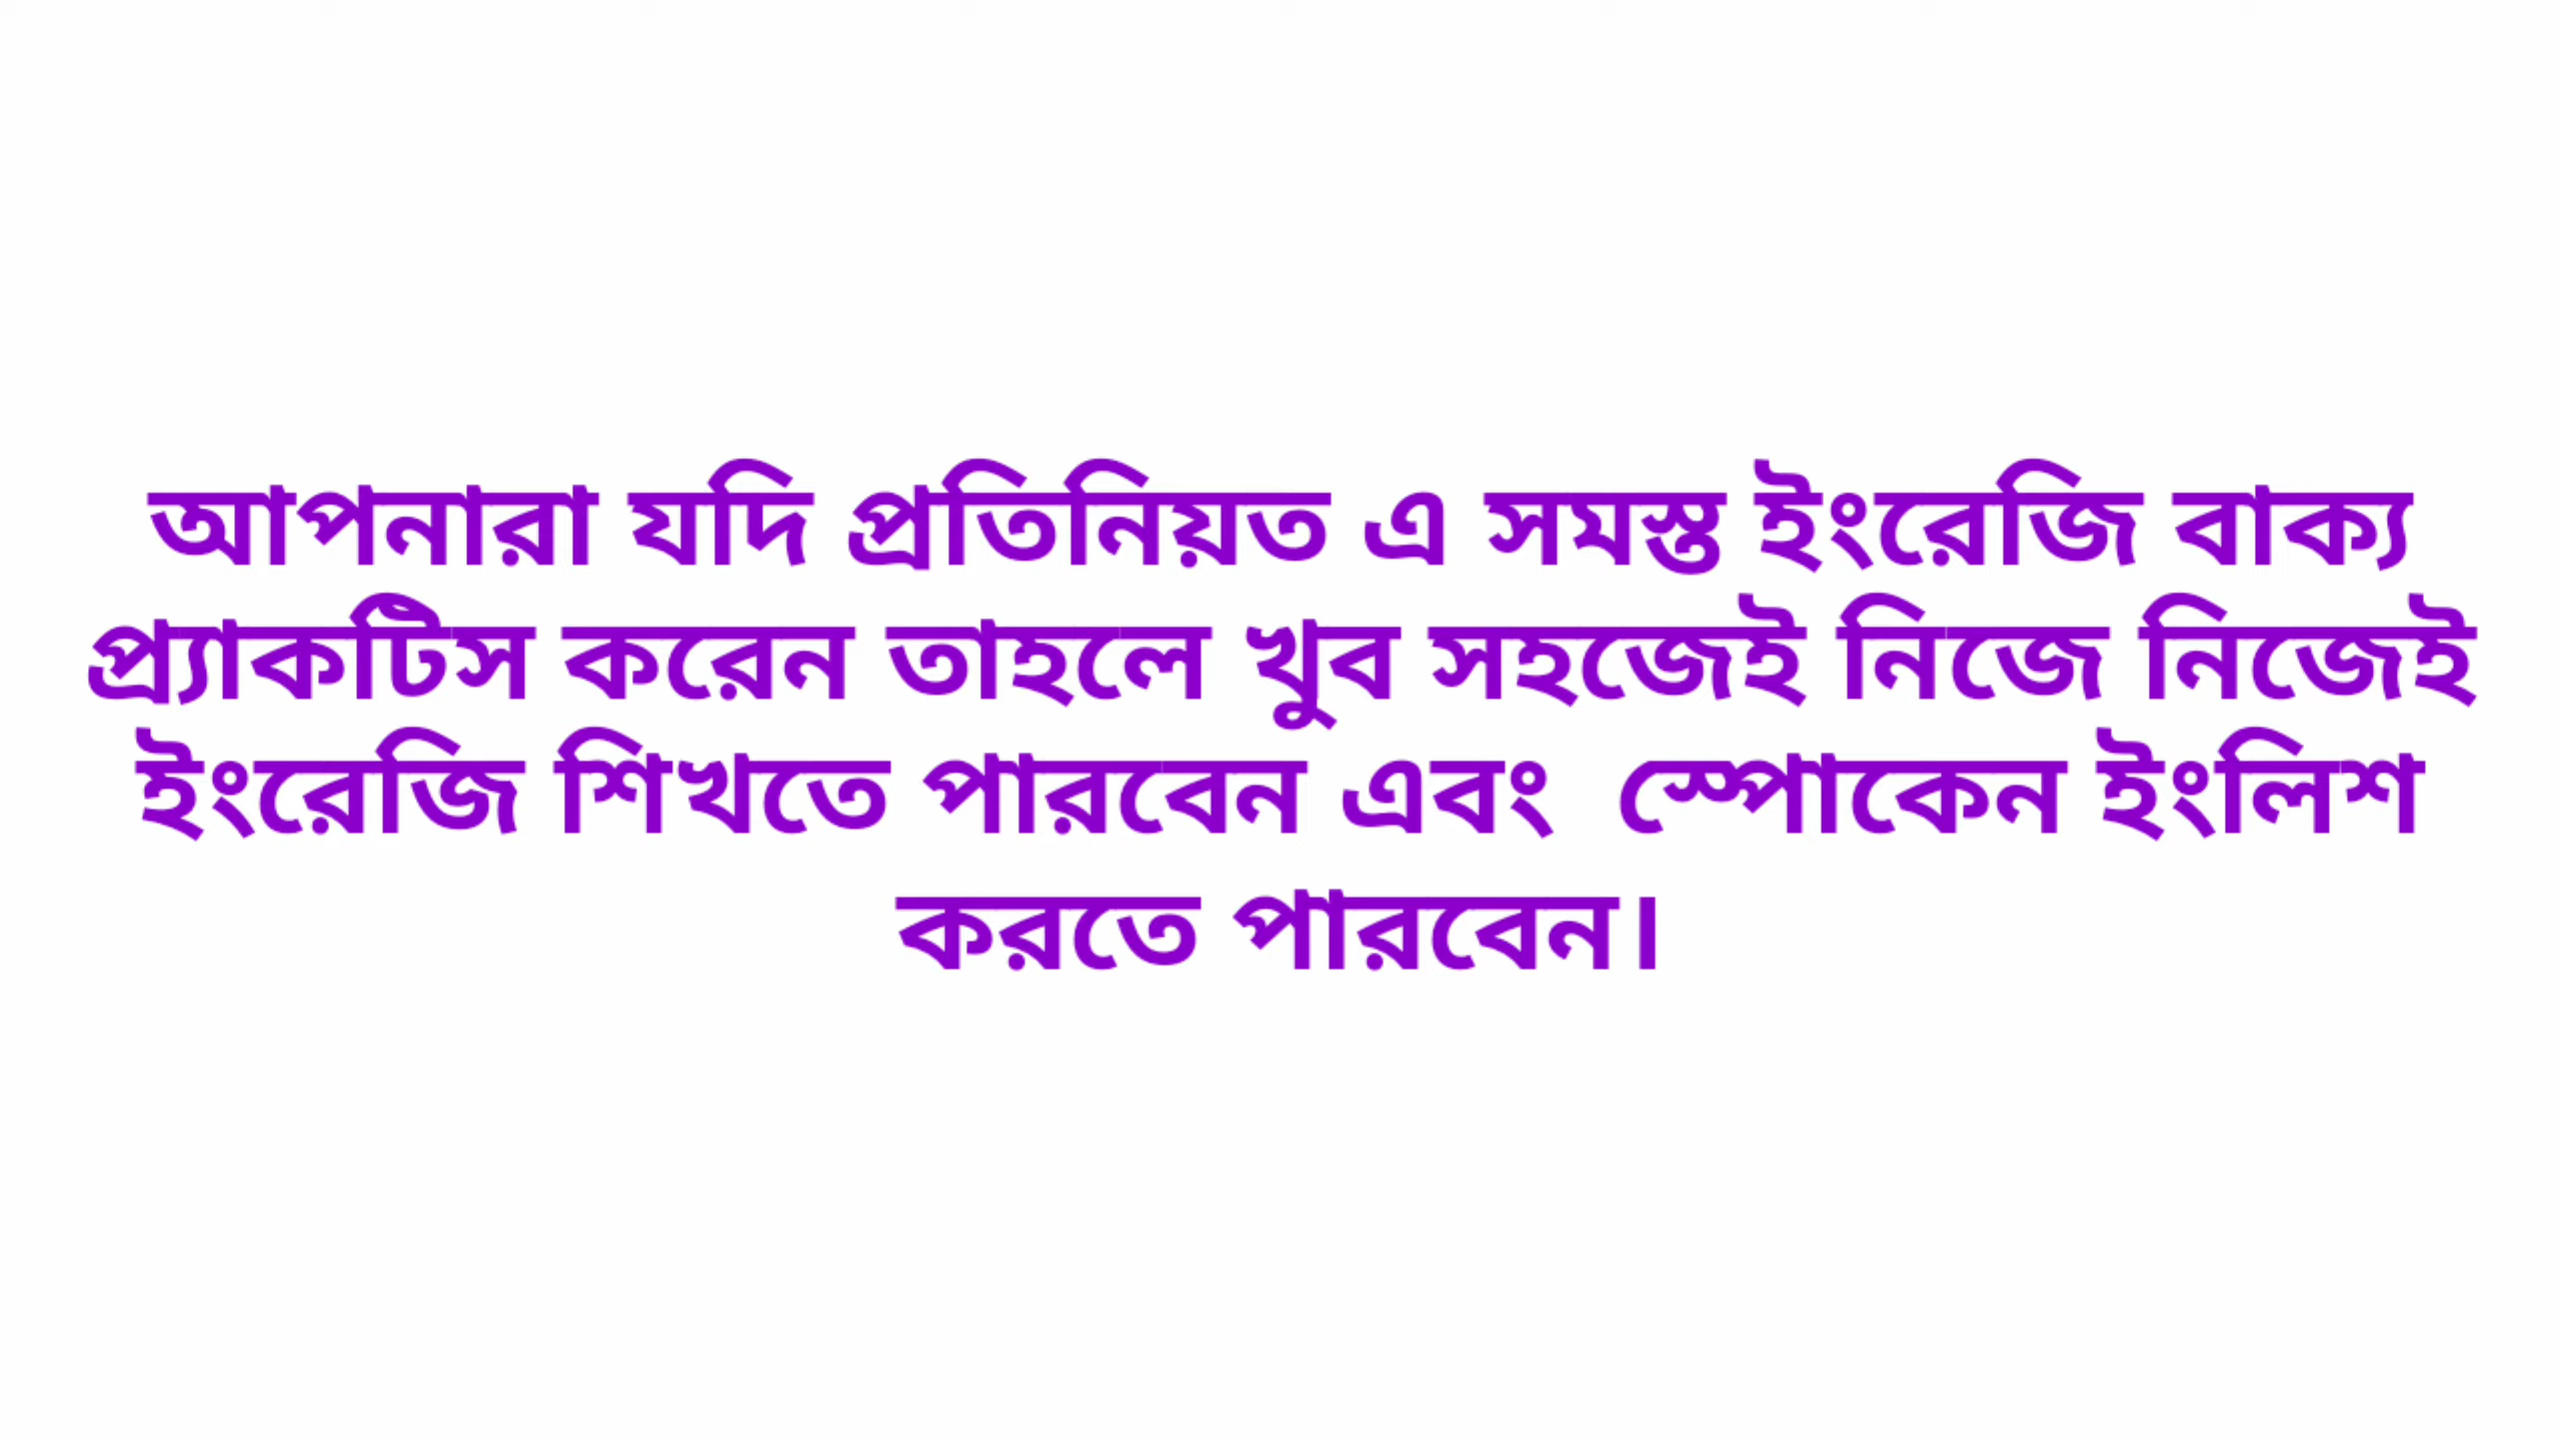 আপনারা যদি প্রতিনিয়ত এ সমস্ত ইংরেজি বাক্য
প্র্যাকটিস করেন তাহলে খুব সহজেই নিজে নিজেই
ইংরেজি শিখতে পারবেন এবং  স্পোকেন ইংলিশ
করতে পারবেন।